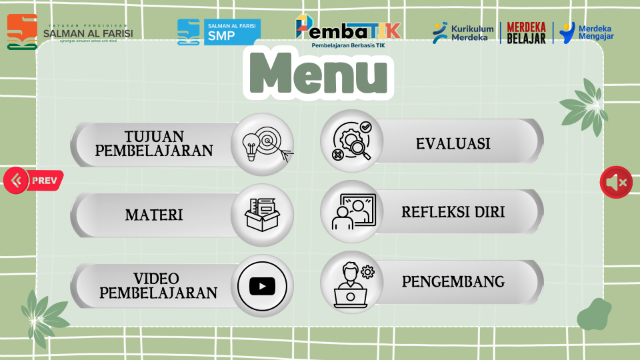 YAYASAN PENDIDIKAN
SALMAN AL FARISI
SALMAN AL FARISI
SMP
PembaTIK
Pembelajaran Berbasis TIK
Kurikulum
Merdeka
MERDEKA
BELAJAR
Merdeka
Mengajar
Menu
TUJUAN
PEMBELAJARAN
EVALUASI
PREV
MATERI
REFLEKSI DIRI
VIDEO
PEMBELAJARAN
PENGEMBANG